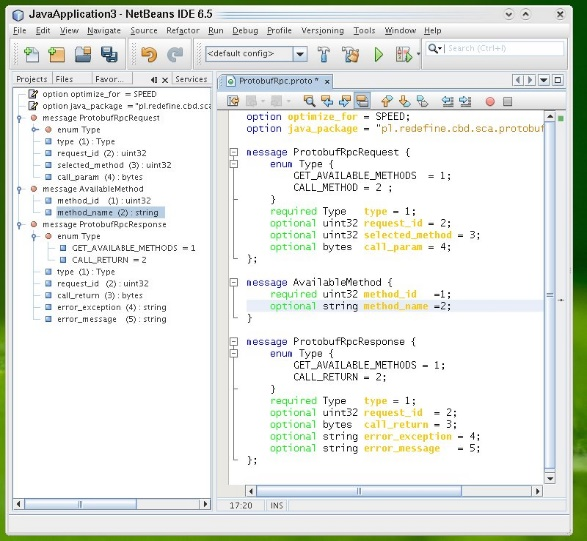 JavaApplication3 - NetBeans IDE 6.5
File Edit View Navigate Source Refactor Run Debug Profile Versioning Tools Window Help
<default config>
Search (Ctrl+I)
Projects Files Favor... Services
ProtobufRpc.proto *
option optimize_for = SPEED
option java_package = "pl.redefine.cbd.sca
message ProtobufRpcRequest
enum Type
type (1) : Type
request_id (2) : uint32
selected_method (3) : uint32
call_param (4) : bytes
message AvailableMethod
method_id (1) : uint32
method_name (2) : string
message ProtobufRpcResponse
enum Type
GET_AVAILABLE_METHODS = 1
CALL_RETURN = 2
type (1) : Type
request_id (2) : uint32
call_return (3) : bytes
error_exception (4) : string
error_message (5) : string
option optimize_for = SPEED;
option java_package = "pl.redefine.cbd.sca.protobuf
message ProtobufRpcRequest {
enum Type {
GET_AVAILABLE_METHODS = 1;
CALL_METHOD = 2 ;
}
required Type type = 1;
optional uint32 request_id = 2;
optional uint32 selected_method = 3;
optional bytes call_param = 4;
};
message AvailableMethod {
required uint32 method_id =1;
optional string method_name =2;
}
message ProtobufRpcResponse {
enum Type {
GET_AVAILABLE_METHODS = 1;
CALL_RETURN = 2;
}
required Type type = 1;
optional uint32 request_id = 2;
optional bytes call_return = 3;
optional string error_exception = 4;
optional string error_message = 5;
};
17:20 INS